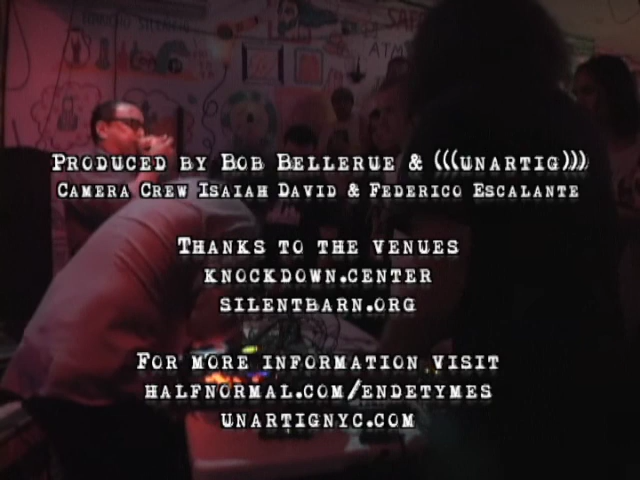 PRODUCED BY BOB BELLERUE & (((UNARTIG)))
CAMERA CREW ISAIAH DAVID & FEDERICO ESCALANTE
THANKS TO THE VENUES
KNOCKDOWN.CENTER
SILENTBARN.ORG
FOR MORE INFORMATION VISIT
HALFNORMAL.COM/ENDETYMES
UNARTIGNYC.COM